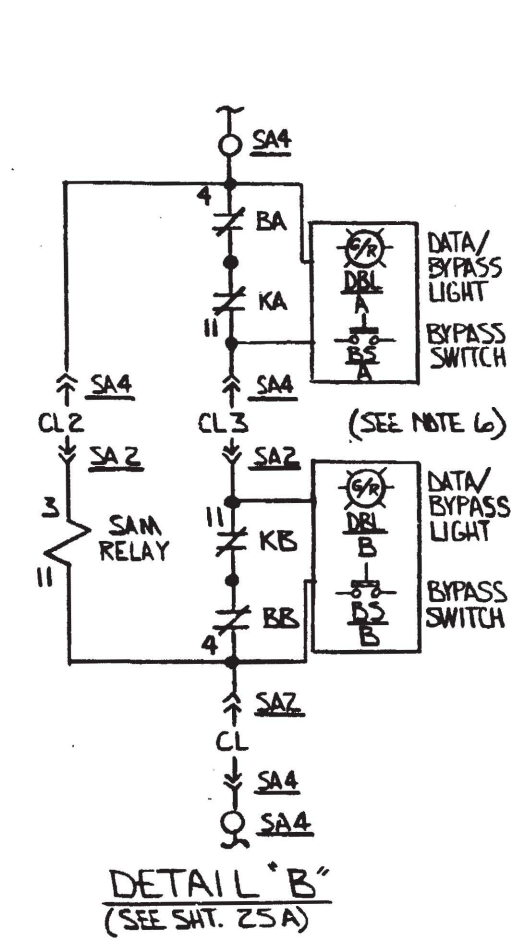 SA4
4
BA
G/R
DBL
A
DATA/
BYPASS
LIGHT
KA
11
BS
A
BYPASS
SWITCH
SA4
SA4
CL2
CL3
(SEE NOTE 6)
SA2
SA2
3
SAM
RELAY
11
11
KB
G/R
DBL
B
DATA/
BYPASS
LIGHT
BB
4
BS
B
BYPASS
SWITCH
SA2
CL
SA4
SA4
DETAIL "B"
(SEE SHT. 25A)